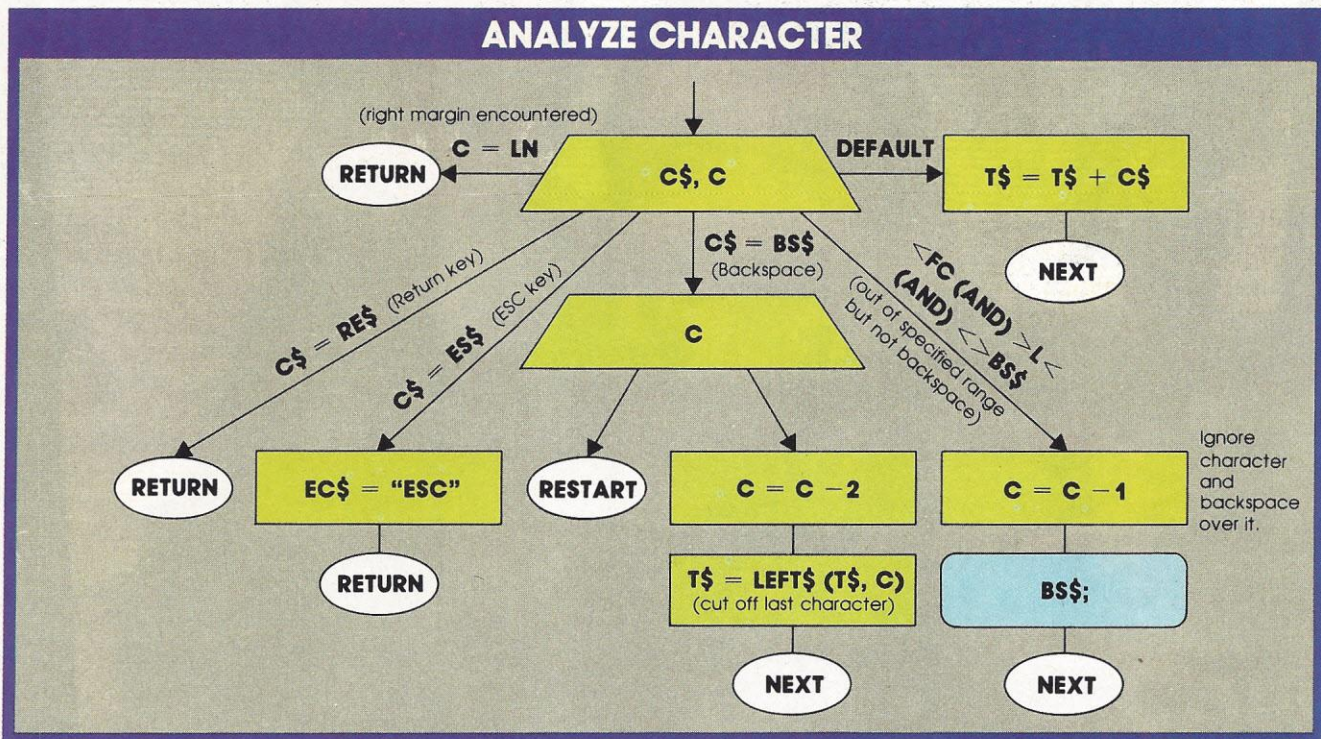 ANALYZE CHARACTER
(right margin encountered)
C = LN
RETURN
C$, C
DEFAULT
T$ = T$ + C$
NEXT
C$ = RE$ (Return key)
C$ = ES$ (ESC key)
C$ = BS$
(Backspace)
<FC (AND) >L<
(AND) <>BS$
(out of specified range
but not backspace)
C
RETURN
EC$ = "ESC"
RETURN
RESTART
C = C - 2
T$ = LEFT$ (T$, C)
(cut off last character)
NEXT
C = C - 1
Ignore
character
and
backspace
over it.
BS$;
NEXT